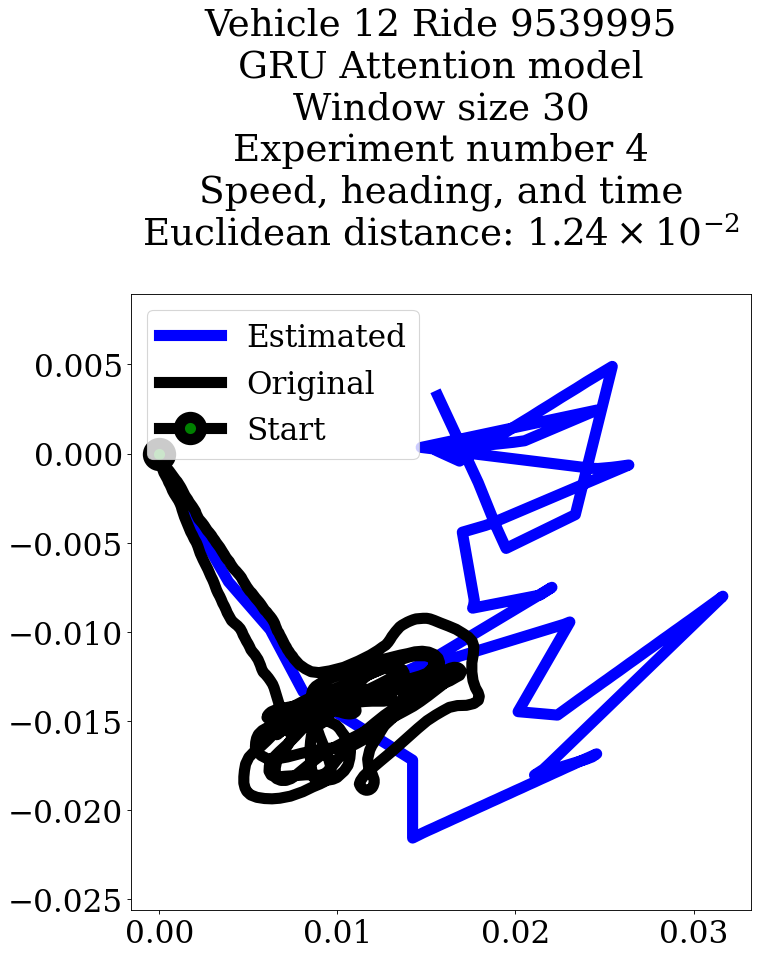 Vehicle 12 Ride 9539995
GRU Attention model
Window size 30
Experiment number 4
Speed, heading, and time
Euclidean distance: 1.24 × 10⁻²
Estimated
Original
Start
0.005
0.000
−0.005
−0.010
−0.015
−0.020
−0.025
0.00 0.01 0.02 0.03